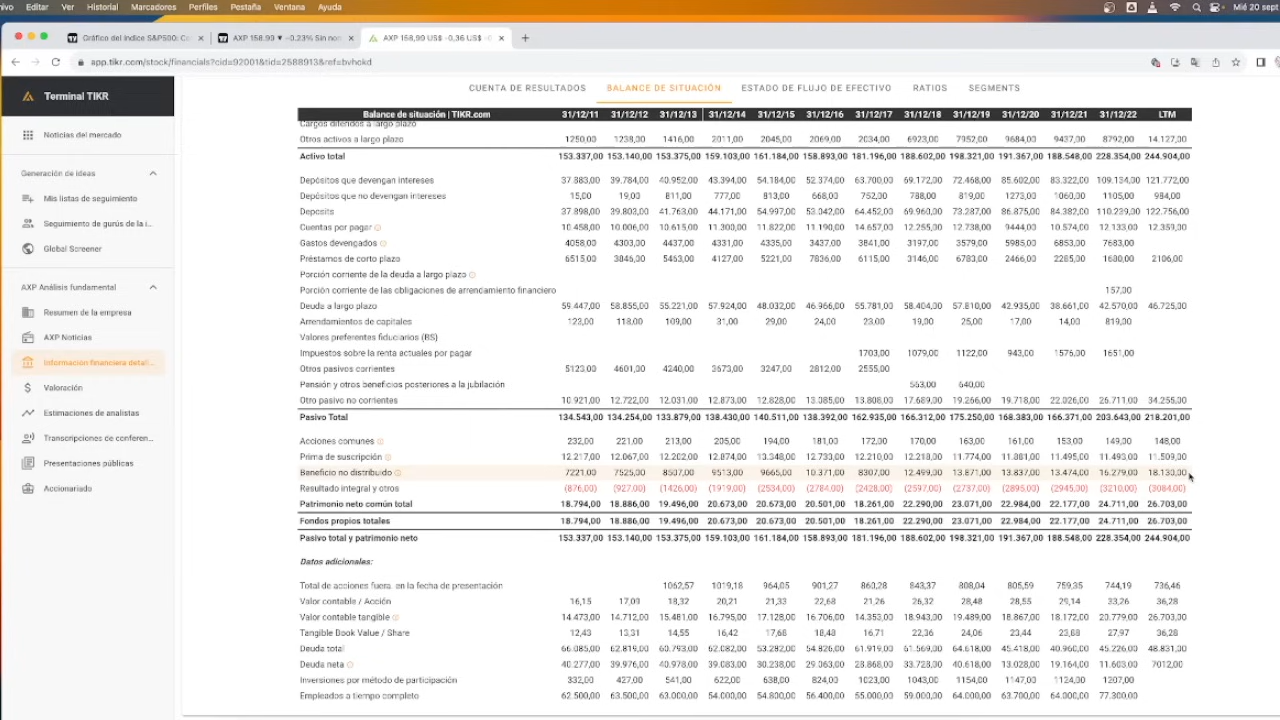 Editar Ver Historial Marcadores Perfiles Pestaña Ventana Ayuda
Mié 20 sept
Gráfico del índice S&P500: Co
AXP 158.99 ▼ −0.23% Sin nom
AXP 158,99 US$ -0,36 US$
app.tikr.com/stock/financials?cid=92001&tid=2588913&ref=bvhokd
Terminal TIKR
Noticias del mercado
Generación de ideas
Mis listas de seguimiento
Seguimiento de gurús de la i...
Global Screener
AXP Análisis fundamental
Resumen de la empresa
AXP Noticias
Información financiera detall...
Valoración
Estimaciones de analistas
Transcripciones de conferen...
Presentaciones públicas
Accionariado
CUENTA DE RESULTADOS BALANCE DE SITUACIÓN ESTADO DE FLUJO DE EFECTIVO RATIOS SEGMENTS
Balance de situación | TIKR.com 31/12/11 31/12/12 31/12/13 31/12/14 31/12/15 31/12/16 31/12/17 31/12/18 31/12/19 31/12/20 31/12/21 31/12/22 LTM
Cargos diferidos a largo plazo
Otros activos a largo plazo 1250,00 1238,00 1416,00 2011,00 2045,00 2069,00 2034,00 6923,00 7952,00 9684,00 9437,00 8792,00 14.127,00
Activo total 153.337,00 153.140,00 153.375,00 159.103,00 161.184,00 158.893,00 181.196,00 188.602,00 198.321,00 191.367,00 188.548,00 228.354,00 244.904,00
Depósitos que devengan intereses 37.883,00 39.784,00 40.952,00 43.394,00 54.184,00 52.374,00 63.700,00 69.172,00 72.468,00 85.602,00 83.322,00 109.134,00 121.772,00
Depósitos que no devengan intereses 15,00 19,00 811,00 777,00 813,00 668,00 752,00 788,00 819,00 1273,00 1060,00 1105,00 984,00
Deposits 37.898,00 39.803,00 41.763,00 44.171,00 54.997,00 53.042,00 64.452,00 69.960,00 73.287,00 86.875,00 84.382,00 110.239,00 122.756,00
Cuentas por pagar 10.458,00 10.006,00 10.615,00 11.300,00 11.822,00 11.190,00 14.657,00 12.255,00 12.738,00 9444,00 10.574,00 12.133,00 12.359,00
Gastos devengados 4058,00 4303,00 4437,00 4331,00 4335,00 3437,00 3841,00 3197,00 3579,00 5985,00 6853,00 7683,00
Préstamos de corto plazo 6515,00 3846,00 5463,00 4127,00 5221,00 7836,00 6115,00 3146,00 6783,00 2466,00 2285,00 1680,00 2106,00
Porción corriente de la deuda a largo plazo
Porción corriente de las obligaciones de arrendamiento financiero 157,00
Deuda a largo plazo 59.447,00 58.855,00 55.221,00 57.924,00 48.032,00 46.966,00 55.781,00 58.404,00 57.810,00 42.935,00 38.661,00 42.570,00 46.725,00
Arrendamientos de capitales 123,00 118,00 109,00 31,00 29,00 24,00 23,00 19,00 25,00 17,00 14,00 819,00
Valores preferentes fiduciarios (BS)
Impuestos sobre la renta actuales por pagar 1703,00 1079,00 1122,00 943,00 1576,00 1651,00
Otros pasivos corrientes 5123,00 4601,00 4240,00 3673,00 3247,00 2812,00 2555,00
Pensión y otros beneficios posteriores a la jubilación 563,00 640,00
Otro pasivo no corrientes 10.921,00 12.722,00 12.031,00 12.873,00 12.828,00 13.085,00 13.808,00 17.689,00 19.266,00 19.718,00 22.026,00 26.711,00 34.255,00
Pasivo Total 134.543,00 134.254,00 133.879,00 138.430,00 140.511,00 138.392,00 162.935,00 166.312,00 175.250,00 168.383,00 166.371,00 203.643,00 218.201,00
Acciones comunes 232,00 221,00 213,00 205,00 194,00 181,00 172,00 170,00 163,00 161,00 153,00 149,00 148,00
Prima de suscripción 12.217,00 12.067,00 12.202,00 12.874,00 13.348,00 12.733,00 12.210,00 12.218,00 11.774,00 11.881,00 11.495,00 11.493,00 11.509,00
Beneficio no distribuido 7221,00 7525,00 8507,00 9513,00 9665,00 10.371,00 8307,00 12.499,00 13.871,00 13.837,00 13.474,00 16.279,00 18.130,00
Resultado integral y otros (876,00) (927,00) (1426,00) (1919,00) (2534,00) (2784,00) (2428,00) (2597,00) (2737,00) (2895,00) (2945,00) (3210,00) (3084,00)
Patrimonio neto común total 18.794,00 18.886,00 19.496,00 20.673,00 20.673,00 20.501,00 18.261,00 22.290,00 23.071,00 22.984,00 22.177,00 24.711,00 26.703,00
Fondos propios totales 18.794,00 18.886,00 19.496,00 20.673,00 20.673,00 20.501,00 18.261,00 22.290,00 23.071,00 22.984,00 22.177,00 24.711,00 26.703,00
Pasivo total y patrimonio neto 153.337,00 153.140,00 153.375,00 159.103,00 161.184,00 158.893,00 181.196,00 188.602,00 198.321,00 191.367,00 188.548,00 228.354,00 244.904,00
Datos adicionales:
Total de acciones fuera. en la fecha de presentación 1062,57 1019,18 964,05 901,27 860,28 843,37 808,04 805,59 759,35 744,19 736,46
Valor contable / Acción 16,15 17,09 18,32 20,21 21,33 22,68 21,26 26,32 28,48 28,55 29,14 33,26 36,28
Valor contable tangible 14.473,00 14.712,00 15.481,00 16.795,00 17.128,00 16.706,00 14.353,00 18.943,00 19.489,00 18.867,00 18.172,00 20.779,00 26.703,00
Tangible Book Value / Share 12,43 13,31 14,55 16,42 17,68 18,48 16,71 22,36 24,06 23,44 23,88 27,97 36,28
Deuda total 66.085,00 62.819,00 60.793,00 62.082,00 53.282,00 54.826,00 61.919,00 61.569,00 64.618,00 45.418,00 40.960,00 45.226,00 48.831,00
Deuda neta 40.277,00 39.976,00 40.978,00 39.083,00 30.238,00 29.063,00 28.868,00 33.728,00 40.618,00 13.028,00 19.164,00 11.603,00 7012,00
Inversiones por método de participación 332,00 427,00 541,00 622,00 638,00 824,00 1023,00 1043,00 1154,00 1147,00 1124,00 1207,00
Empleados a tiempo completo 62.500,00 63.500,00 63.000,00 54.000,00 54.800,00 56.400,00 55.000,00 59.000,00 64.000,00 63.700,00 64.000,00 77.300,00